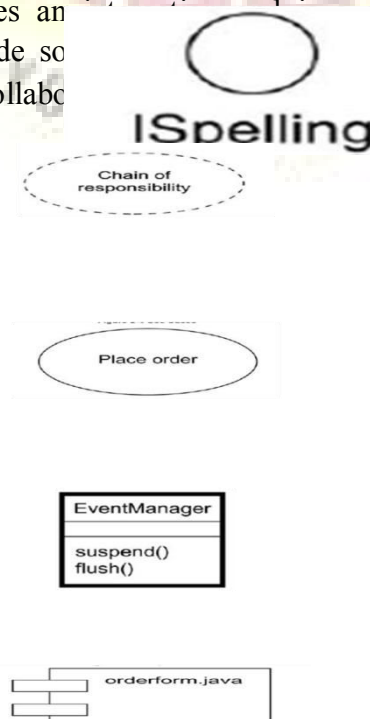 es an
de so
ollabo
ISpelling
Chain of
responsibility
Place order
EventManager
suspend()
flush()
orderform.java